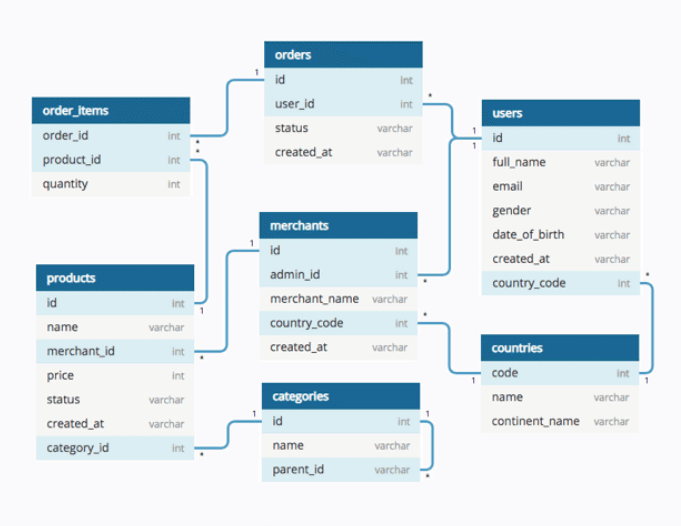 orders
id int
user_id int
status varchar
created_at varchar
1
*
order_items
order_id int
product_id int
quantity int
*
*
users
id int
full_name varchar
email varchar
gender varchar
date_of_birth varchar
created_at varchar
country_code int
1
1
*
merchants
id int
admin_id int
merchant_name varchar
country_code int
created_at varchar
1
*
*
products
id int
name varchar
merchant_id int
price int
status varchar
created_at varchar
category_id int
1
*
*
countries
code int
name varchar
continent_name varchar
1
1
categories
id int
name varchar
parent_id varchar
1
1
*